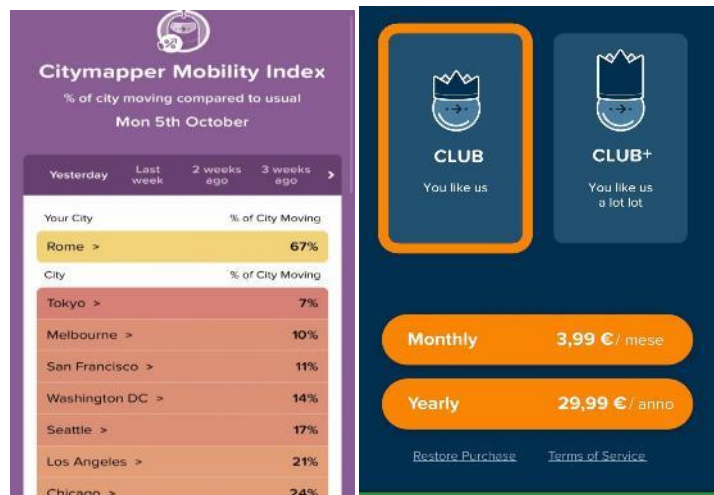 Citymapper Mobility Index
% of city moving compared to usual
Mon 5th October
Yesterday Last week 2 weeks ago 3 weeks ago >
Your City % of City Moving
Rome > 67%
City % of City Moving
Tokyo > 7%
Melbourne > 10%
San Francisco > 11%
Washington DC > 14%
Seattle > 17%
Los Angeles > 21%
Chicago > 24%
CLUB
You like us
CLUB+
You like us
a lot lot
Monthly 3,99 €/ mese
Yearly 29,99 €/ anno
Restore Purchase Terms of Service